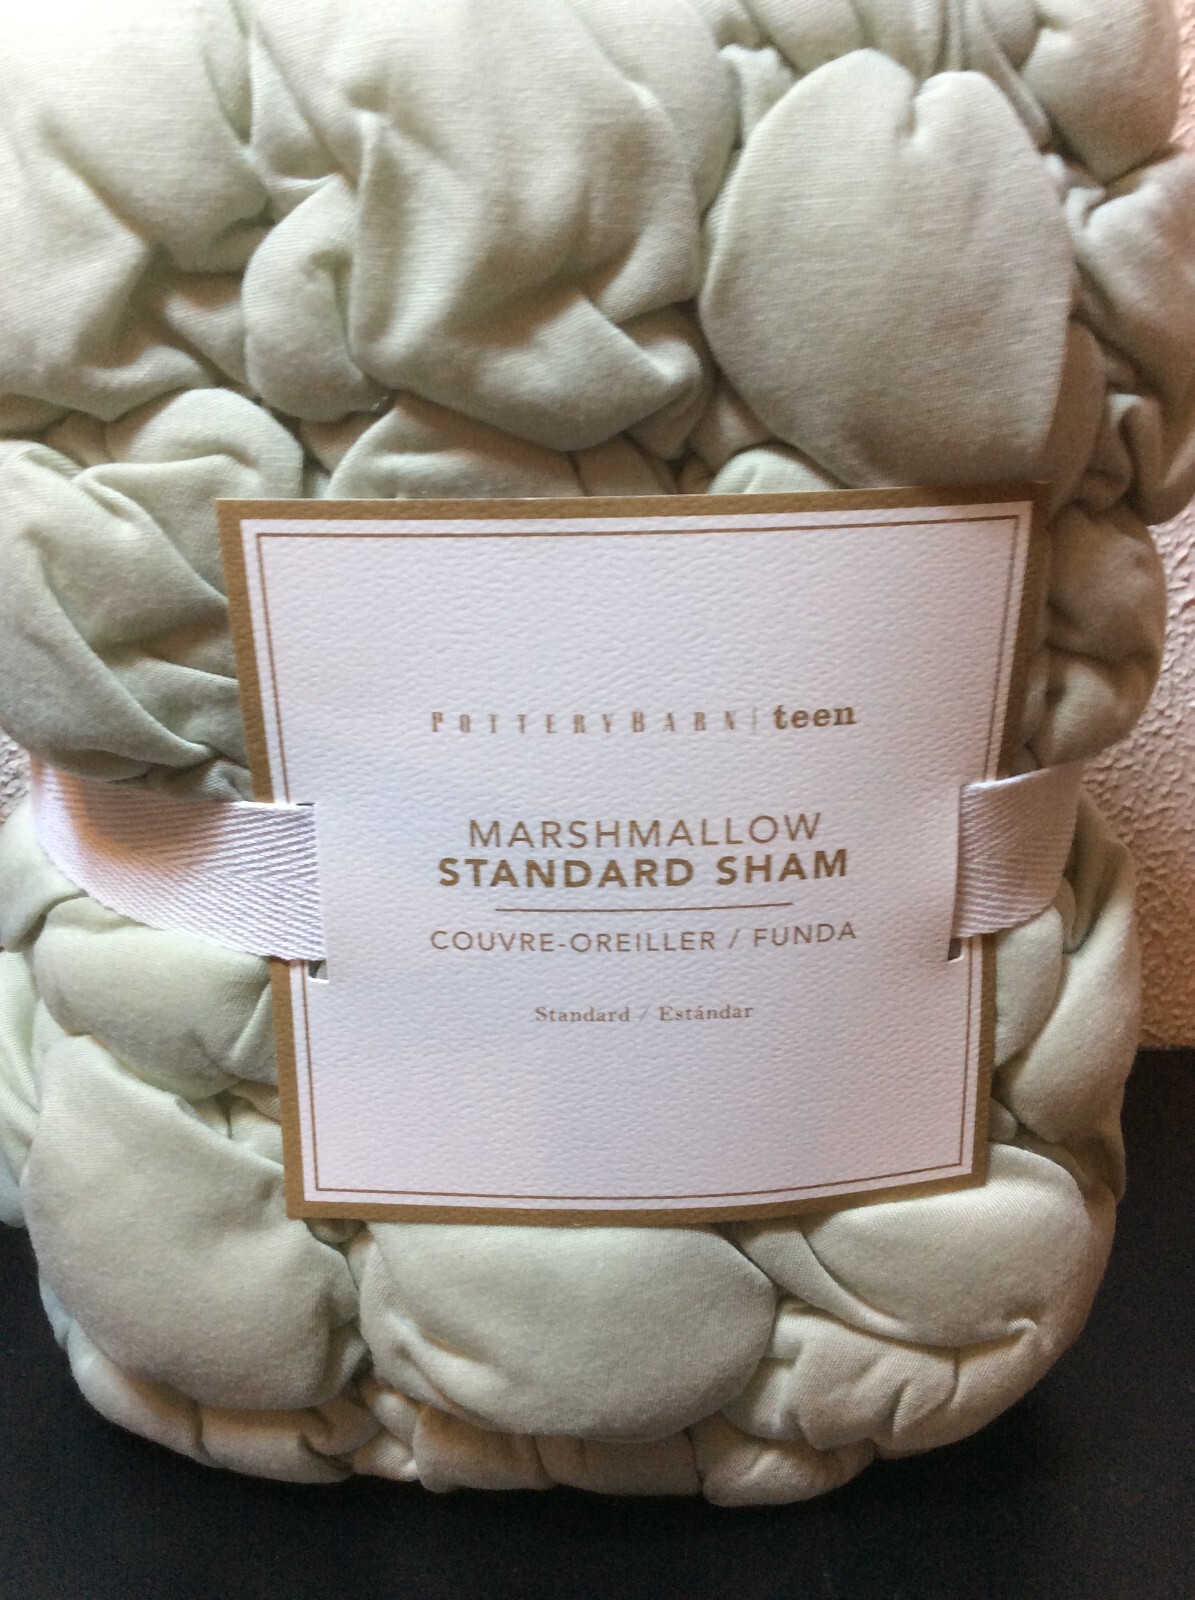 POTTERYBARN | teen
MARSHMALLOW
STANDARD SHAM
COUVRE-OREILLER / FUNDA
Standard / Estándar